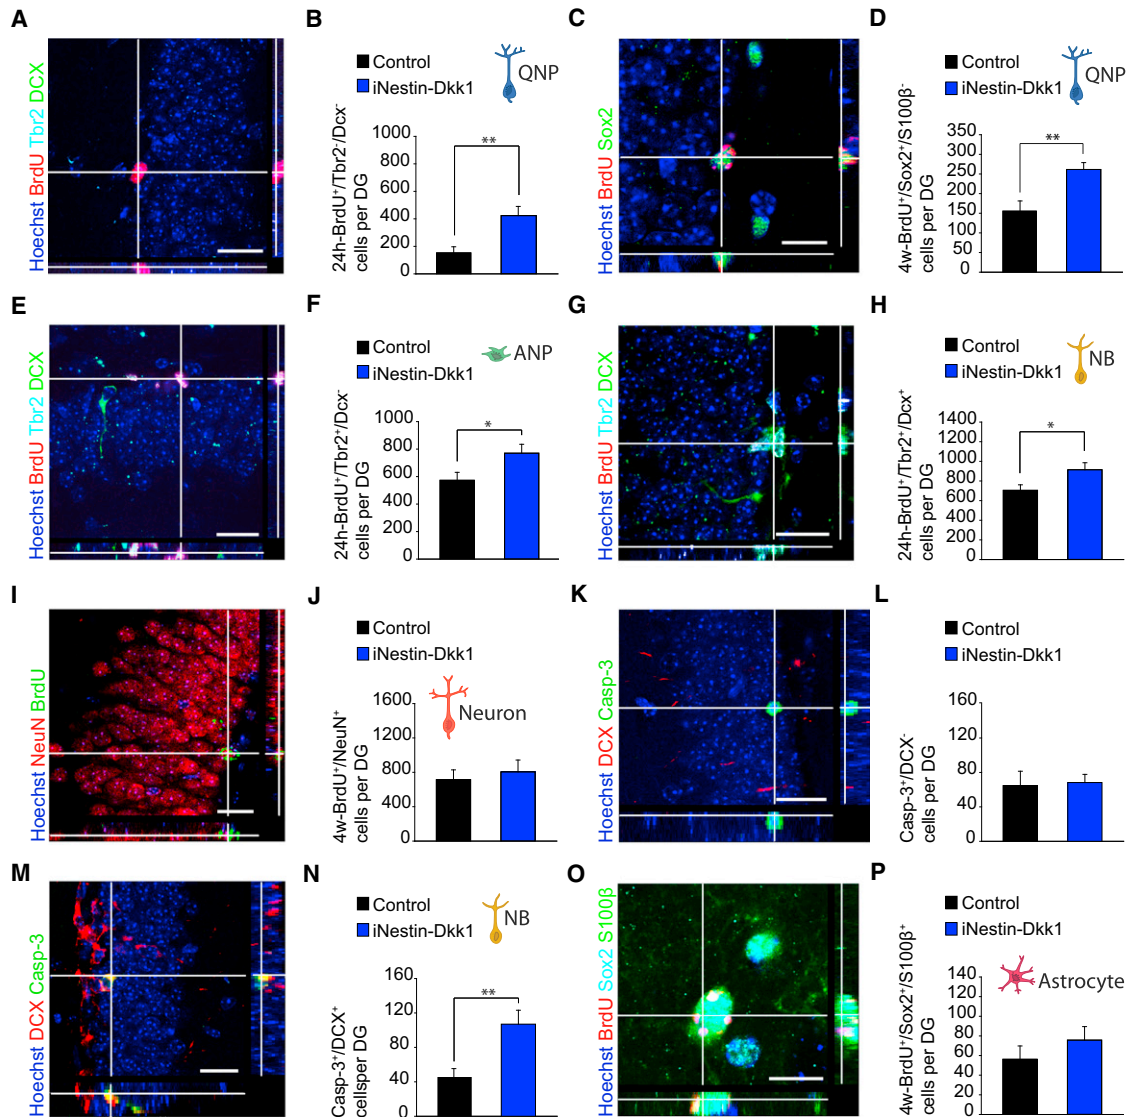 A
Hoechst BrdU Tbr2 DCX
B
Control
iNestin-Dkk1
QNP
24h-BrdU⁺/Tbr2⁻/Dcx⁻
cells per DG
1000
800
600
400
200
0
**
C
Hoechst BrdU Sox2
D
Control
iNestin-Dkk1
QNP
4w-BrdU⁺/Sox2⁺/S100β⁻
cells per DG
350
300
250
200
150
100
50
0
**
E
Hoechst BrdU Tbr2 DCX
F
Control
iNestin-Dkk1
ANP
24h-BrdU⁺/Tbr2⁺/Dcx⁻
cells per DG
1000
800
600
400
200
0
*
G
Hoechst BrdU Tbr2 DCX
H
Control
iNestin-Dkk1
NB
24h-BrdU⁺/Tbr2⁺/Dcx⁺
cells per DG
1400
1200
1000
800
600
400
200
0
*
I
Hoechst NeuN BrdU
J
Control
iNestin-Dkk1
Neuron
4w-BrdU⁺/NeuN⁺
cells per DG
1600
1200
800
400
0
K
Hoechst DCX Casp-3
L
Control
iNestin-Dkk1
Casp-3⁺/DCX⁻
cells per DG
160
120
80
40
0
M
Hoechst DCX Casp-3
N
Control
iNestin-Dkk1
NB
Casp-3⁺/DCX⁺
cellsper DG
160
120
80
40
0
**
O
Hoechst BrdU Sox2 S100β
P
Control
iNestin-Dkk1
Astrocyte
4w-BrdU⁺/Sox2⁺/S100β⁺
cells per DG
140
120
100
80
60
40
20
0